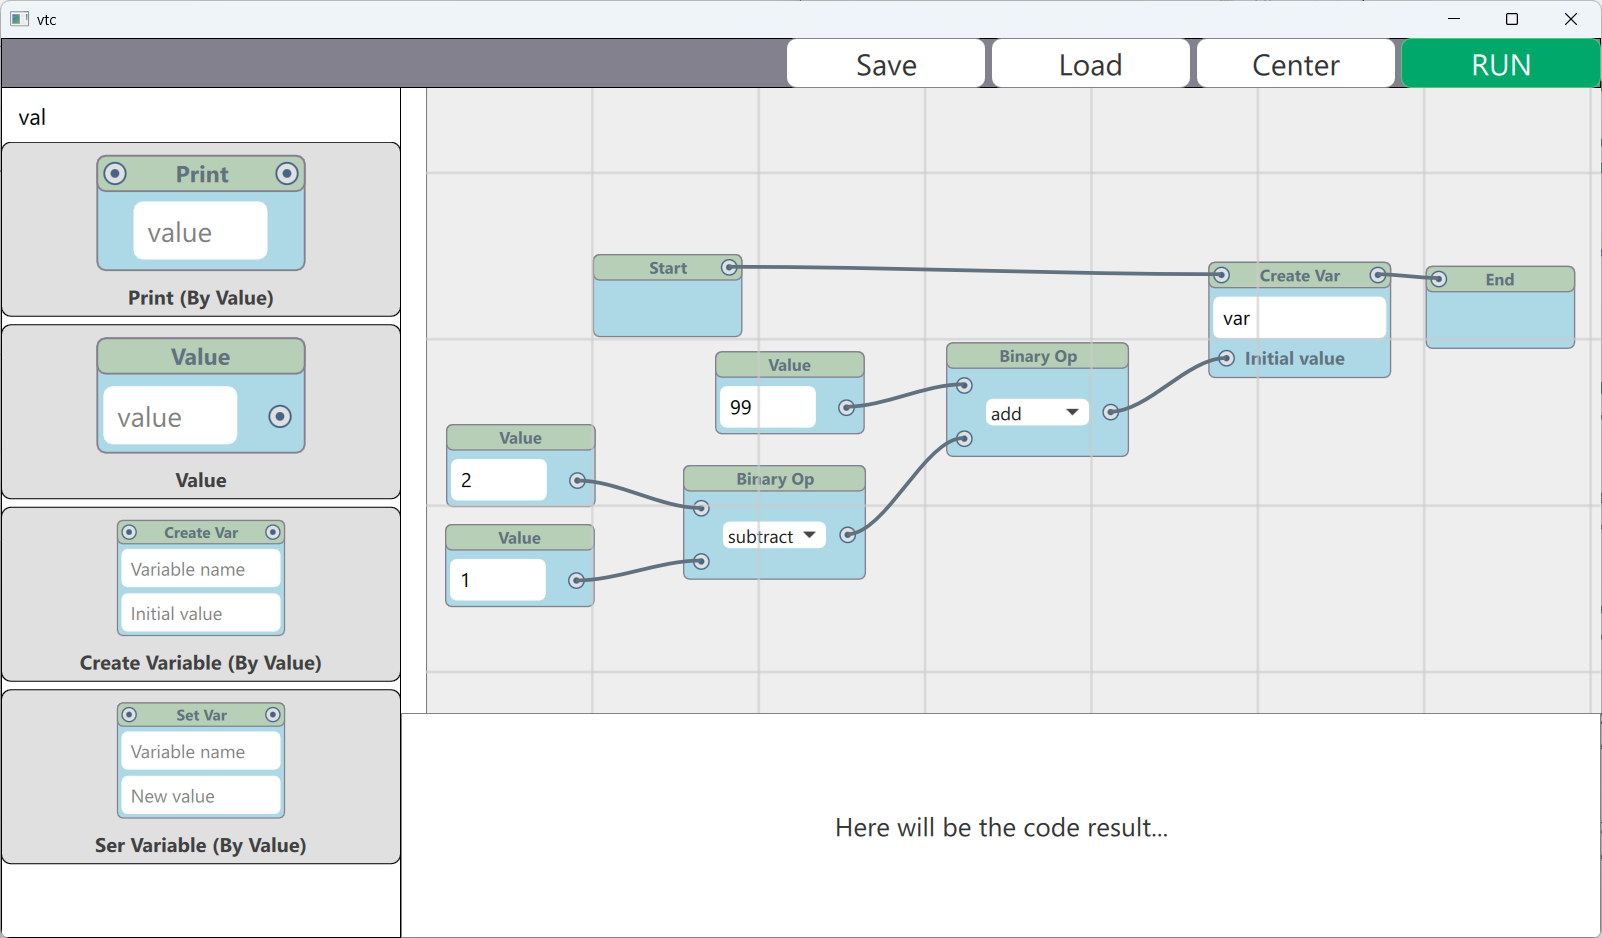 vtc
Save
Load
Center
RUN
val
Print
value
Print (By Value)
Value
value
Value
Create Var
Variable name
Initial value
Create Variable (By Value)
Set Var
Variable name
New value
Ser Variable (By Value)
Start
Create Var
var
Initial value
End
Value
99
Binary Op
add
Value
2
Binary Op
subtract
Value
1
Here will be the code result...